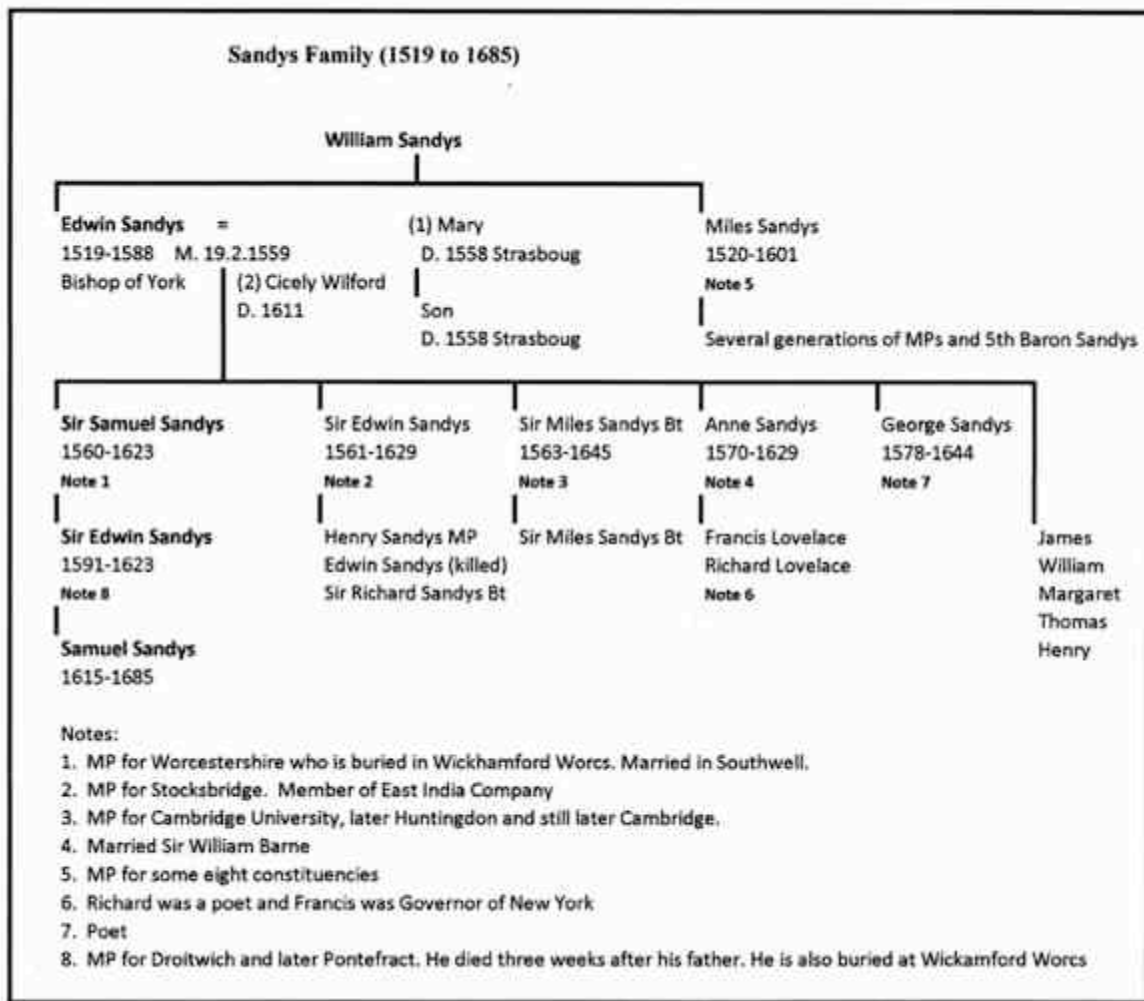 Sandys Family (1519 to 1685)
William Sandys
Edwin Sandys =
1519-1588 M. 19.2.1559
Bishop of York
(2) Cicely Wilford
D. 1611
(1) Mary
D. 1558 Strasboug
Son
D. 1558 Strasboug
Miles Sandys
1520-1601
Note 5
Several generations of MPs and 5th Baron Sandys
Sir Samuel Sandys
1560-1623
Note 1
Sir Edwin Sandys
1591-1623
Note 8
Samuel Sandys
1615-1685
Sir Edwin Sandys
1561-1629
Note 2
Henry Sandys MP
Edwin Sandys (killed)
Sir Richard Sandys Bt
Sir Miles Sandys Bt
1563-1645
Note 3
Sir Miles Sandys Bt
Anne Sandys
1570-1629
Note 4
Francis Lovelace
Richard Lovelace
Note 6
George Sandys
1578-1644
Note 7
James
William
Margaret
Thomas
Henry
Notes:
1. MP for Worcestershire who is buried in Wickhamford Worcs. Married in Southwell.
2. MP for Stocksbridge. Member of East India Company
3. MP for Cambridge University, later Huntingdon and still later Cambridge.
4. Married Sir William Barne
5. MP for some eight constituencies
6. Richard was a poet and Francis was Governor of New York
7. Poet
8. MP for Droitwich and later Pontefract. He died three weeks after his father. He is also buried at Wickamford Worcs